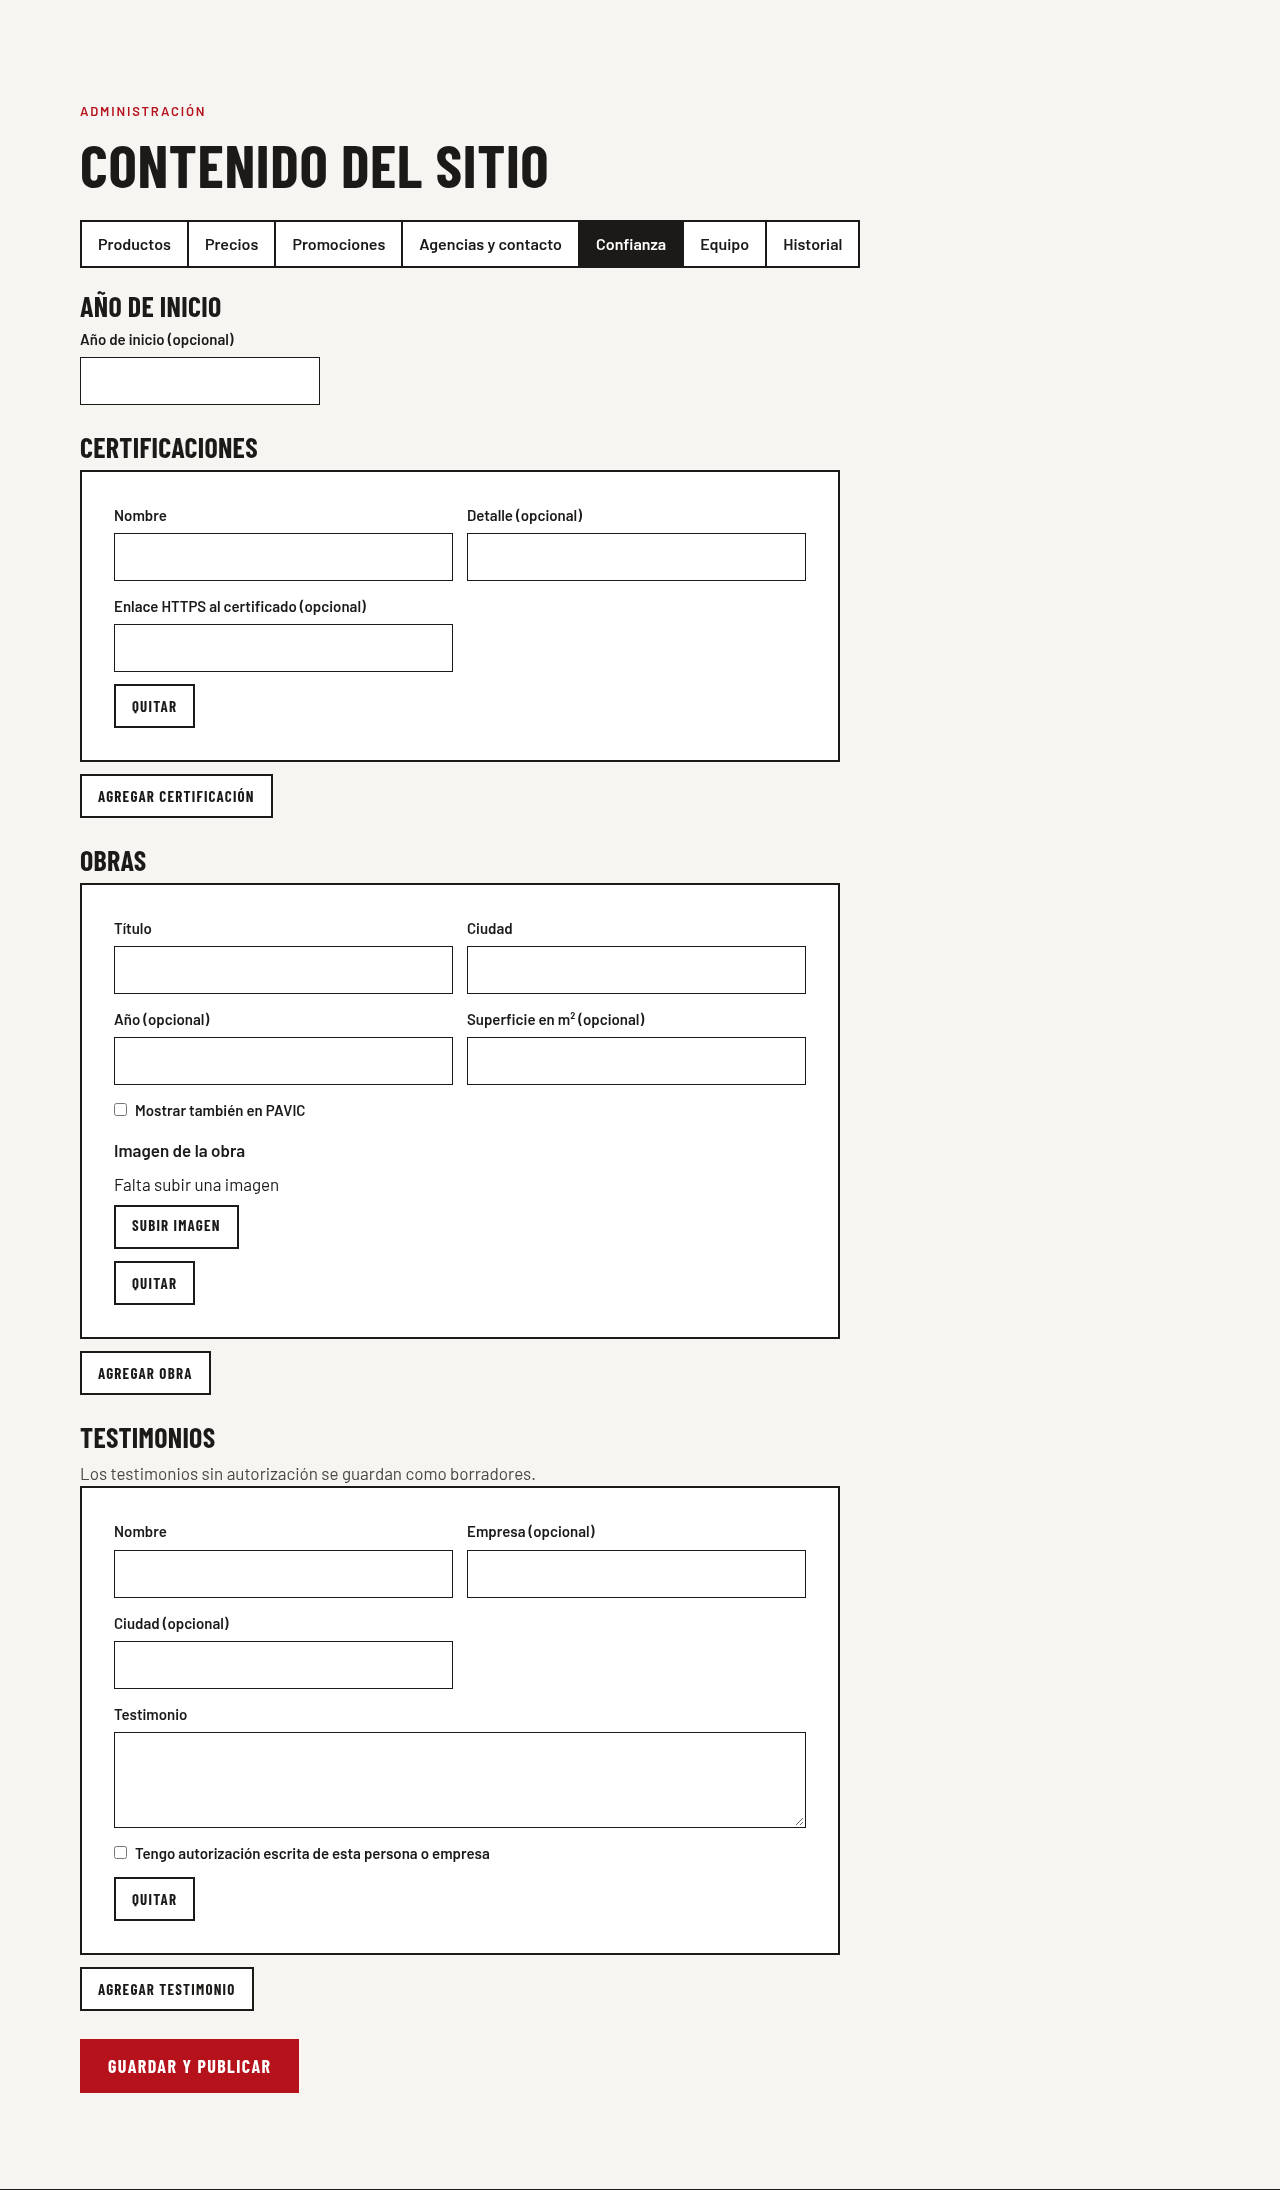 ADMINISTRACIÓN
CONTENIDO DEL SITIO
Productos Precios Promociones Agencias y contacto Confianza Equipo Historial
AÑO DE INICIO
Año de inicio (opcional)
CERTIFICACIONES
Nombre Detalle (opcional)
Enlace HTTPS al certificado (opcional)
QUITAR
AGREGAR CERTIFICACIÓN
OBRAS
Título Ciudad
Año (opcional) Superficie en m² (opcional)
Mostrar también en PAVIC
Imagen de la obra
Falta subir una imagen
SUBIR IMAGEN
QUITAR
AGREGAR OBRA
TESTIMONIOS
Los testimonios sin autorización se guardan como borradores.
Nombre Empresa (opcional)
Ciudad (opcional)
Testimonio
Tengo autorización escrita de esta persona o empresa
QUITAR
AGREGAR TESTIMONIO
GUARDAR Y PUBLICAR